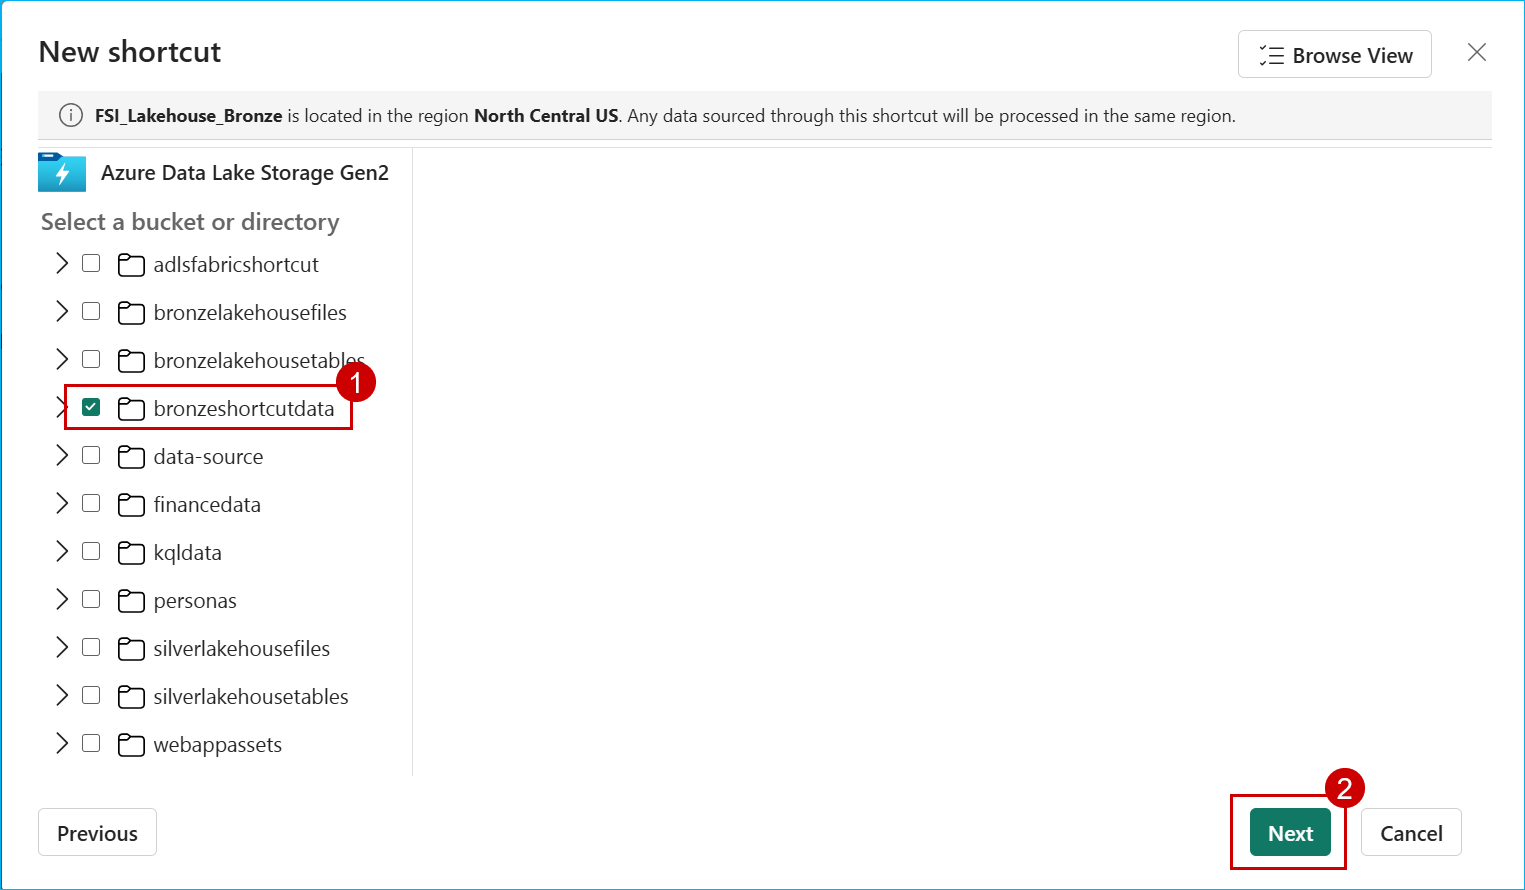 New shortcut
Browse View
FSI_Lakehouse_Bronze is located in the region North Central US. Any data sourced through this shortcut will be processed in the same region.
Azure Data Lake Storage Gen2
Select a bucket or directory
adlsfabricshortcut
bronzelakehousefiles
bronzelakehousetables
1
bronzeshortcutdata
data-source
financedata
kqldata
personas
silverlakehousefiles
silverlakehousetables
webappassets
2
Previous
Next
Cancel